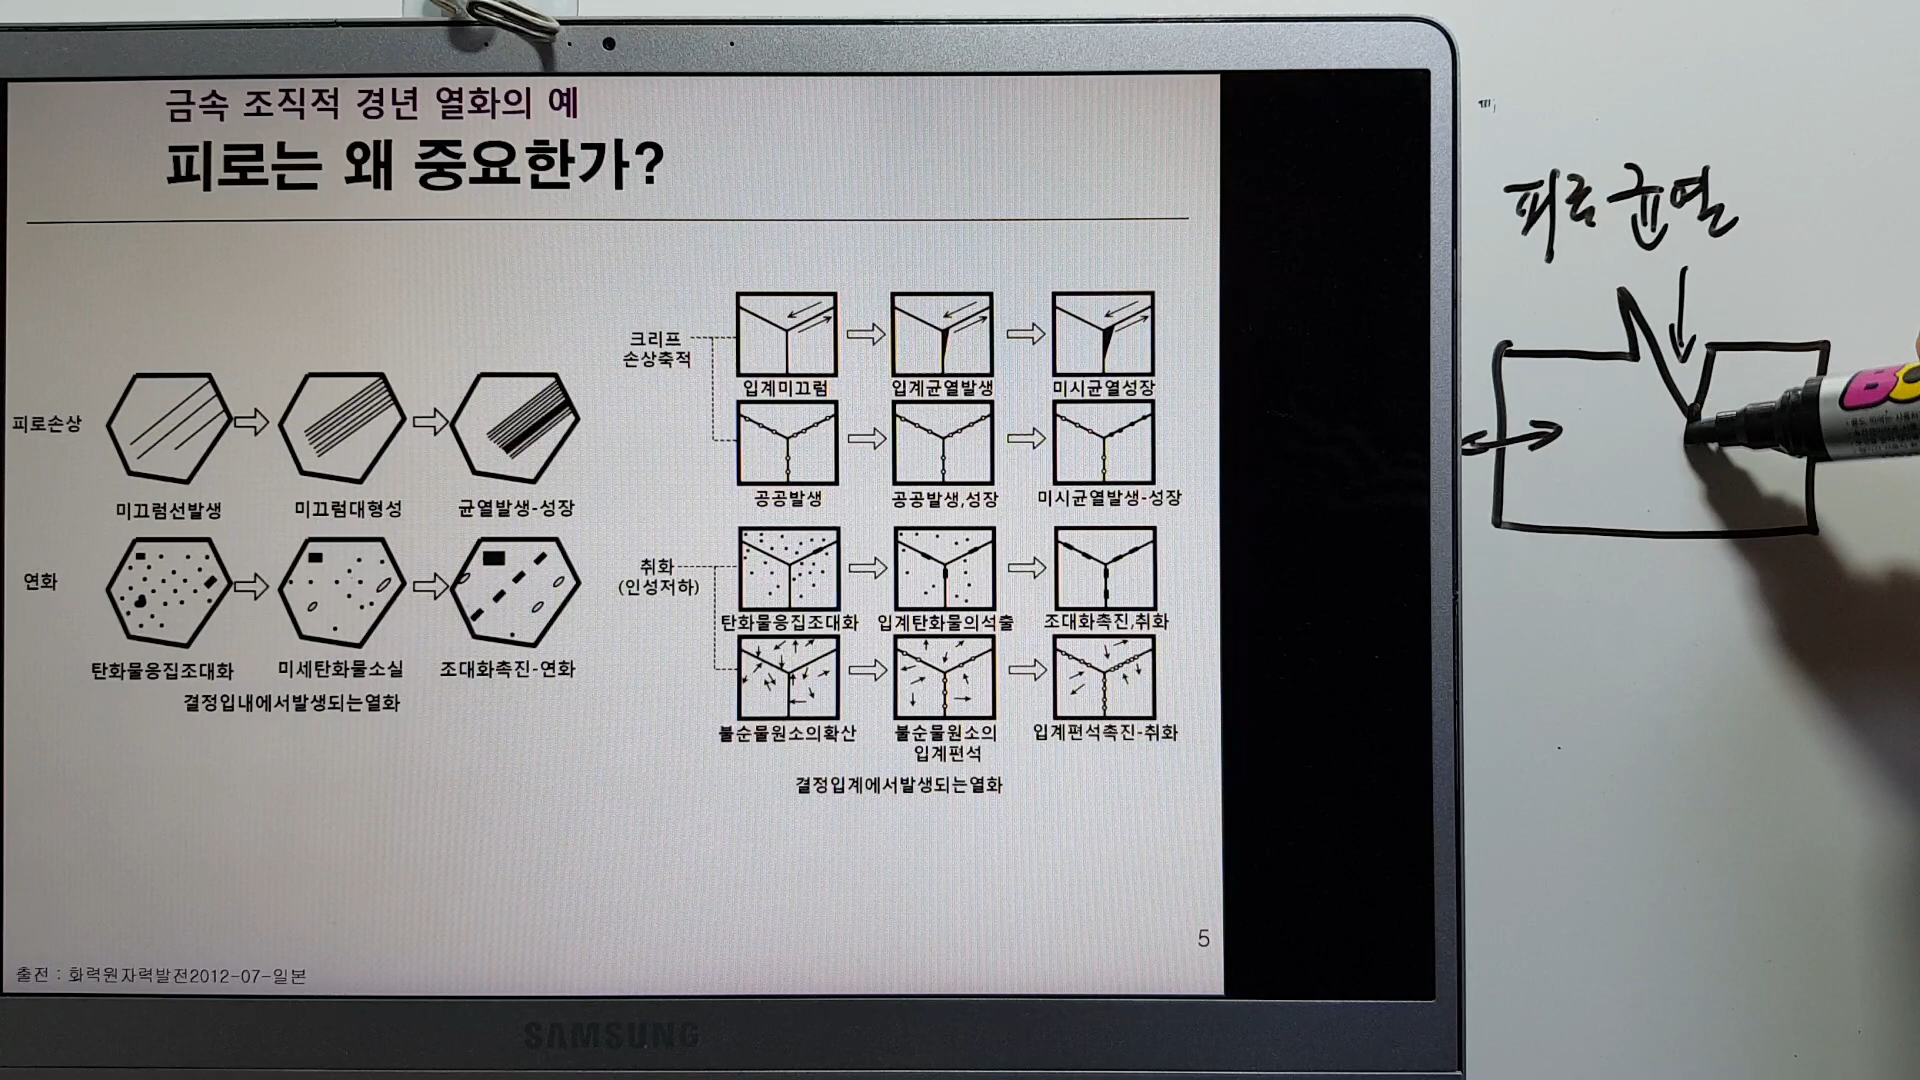 금속 조직적 경년 열화의 예
피로는 왜 중요한가?
피로손상
미끄럼선발생
미끄럼대형성
균열발생-성장
연화
탄화물응집조대화
미세탄화물소실
조대화촉진-연화
결정입내에서발생되는열화
크리프
손상축적
입계미끄럼
입계균열발생
미시균열성장
공공발생
공공발생,성장
미시균열발생-성장
취화
(인성저하)
탄화물응집조대화
입계탄화물의석출
조대화촉진,취화
불순물원소의확산
불순물원소의
입계편석
입계편석촉진-취화
결정입계에서발생되는열화
5
출전 : 화력원자력발전2012-07-일본
SAMSUNG
피로 균열